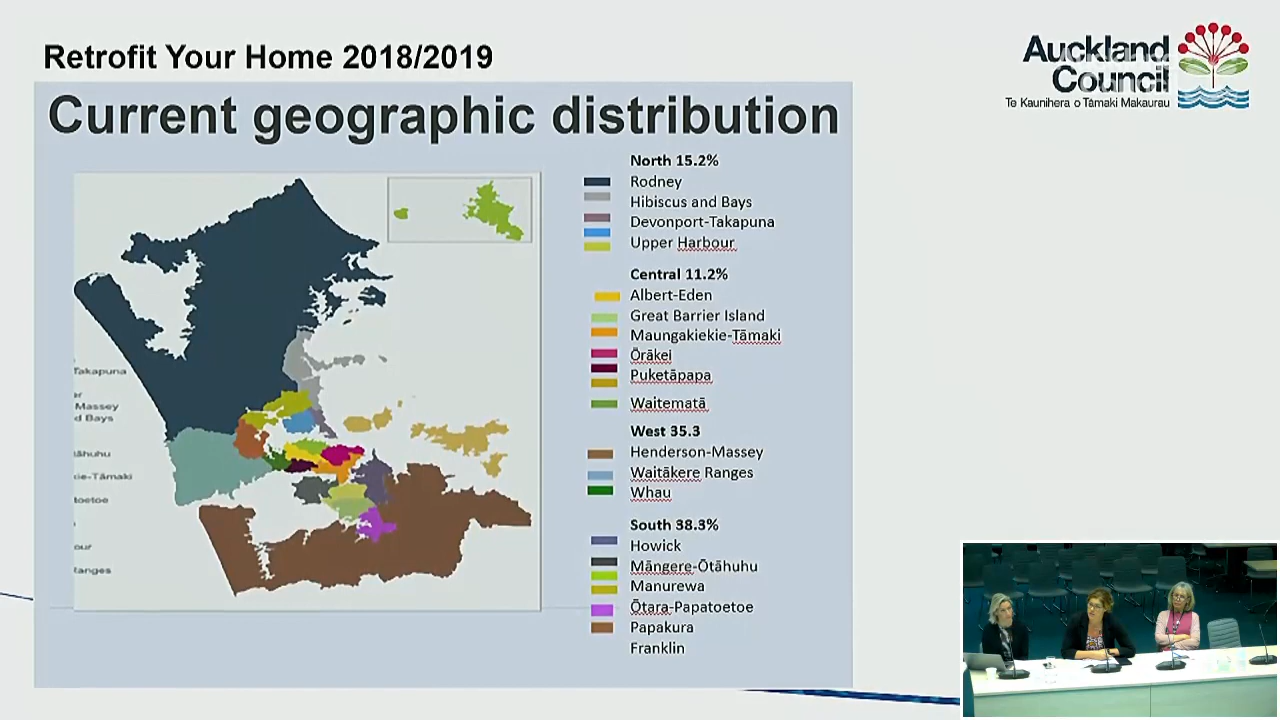 Retrofit Your Home 2018/2019
Auckland
Council
Te Kaunihera o Tāmaki Makaurau
Current geographic distribution
North 15.2%
Rodney
Hibiscus and Bays
Devonport-Takapuna
Upper Harbour
Central 11.2%
Albert-Eden
Great Barrier Island
Maungakiekie-Tāmaki
Ōrākei
Puketāpapa
Waitematā
West 35.3
Henderson-Massey
Waitākere Ranges
Whau
South 38.3%
Howick
Māngere-Ōtāhuhu
Manurewa
Ōtara-Papatoetoe
Papakura
Franklin
Takapuna
er
Massey
d Bays
āhuhu
ie-Tāmaki
toetoe
our
Ranges